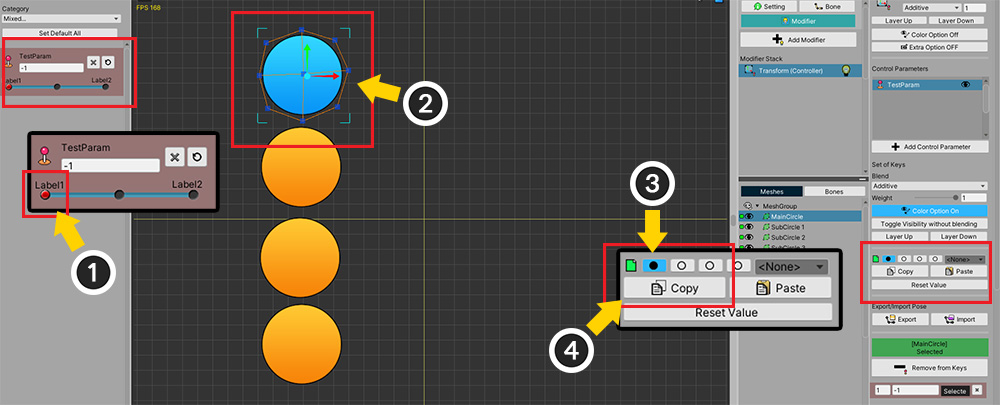 Category
Mixed...
Set Default All
TestParam
-1
Label1
Label2
TestParam
-1
Label1
Label2
1
FPS 168
2
3
<None>
Copy
Paste
Reset Value
4
Setting
Bone
Modifier
Add Modifier
Modifier Stack
Transform (Controller)
Meshes
Bones
MeshGroup
MainCircle
SubCircle 1
SubCircle 2
Additive
1
Layer Up
Layer Down
Color Option OFF
Extra Option OFF
Control Parameters
TestParam
Add Control Parameter
Set of Keys
Blend
Additive
Weight
1
Color Option On
Toggle Visibility without blending
Layer Up
Layer Down
<None>
Copy
Paste
Reset Value
Export/Import Pose
Export
Import
[MainCircle]
Selected
Remove from Keys
1
-1
Selecte